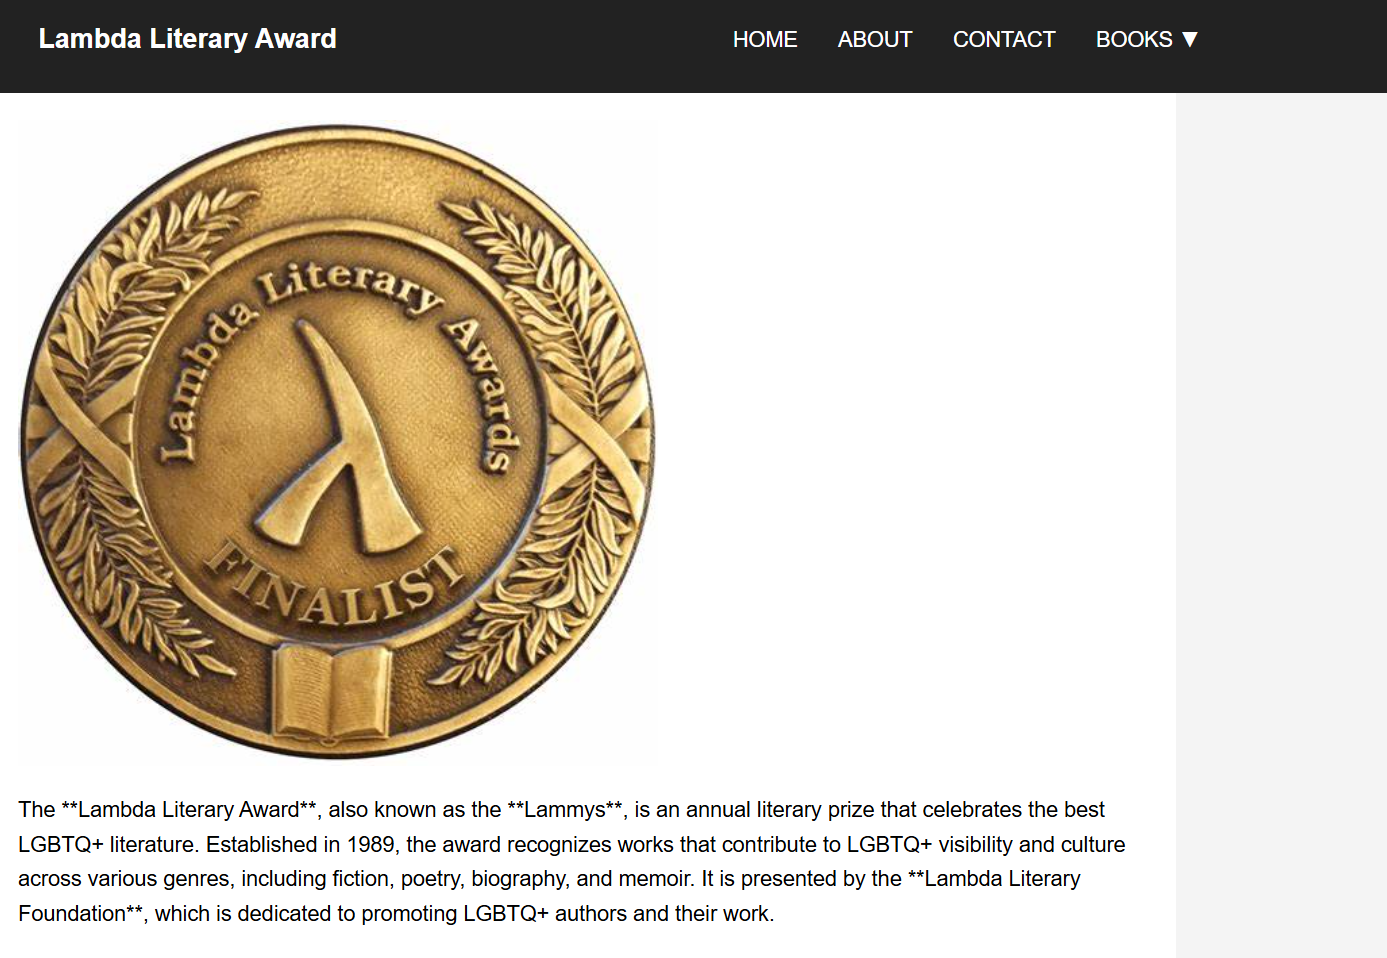 Lambda Literary Award
HOME ABOUT CONTACT BOOKS ▼
Lambda Literary Awards
FINALIST
The **Lambda Literary Award**, also known as the **Lammys**, is an annual literary prize that celebrates the best
LGBTQ+ literature. Established in 1989, the award recognizes works that contribute to LGBTQ+ visibility and culture
across various genres, including fiction, poetry, biography, and memoir. It is presented by the **Lambda Literary
Foundation**, which is dedicated to promoting LGBTQ+ authors and their work.